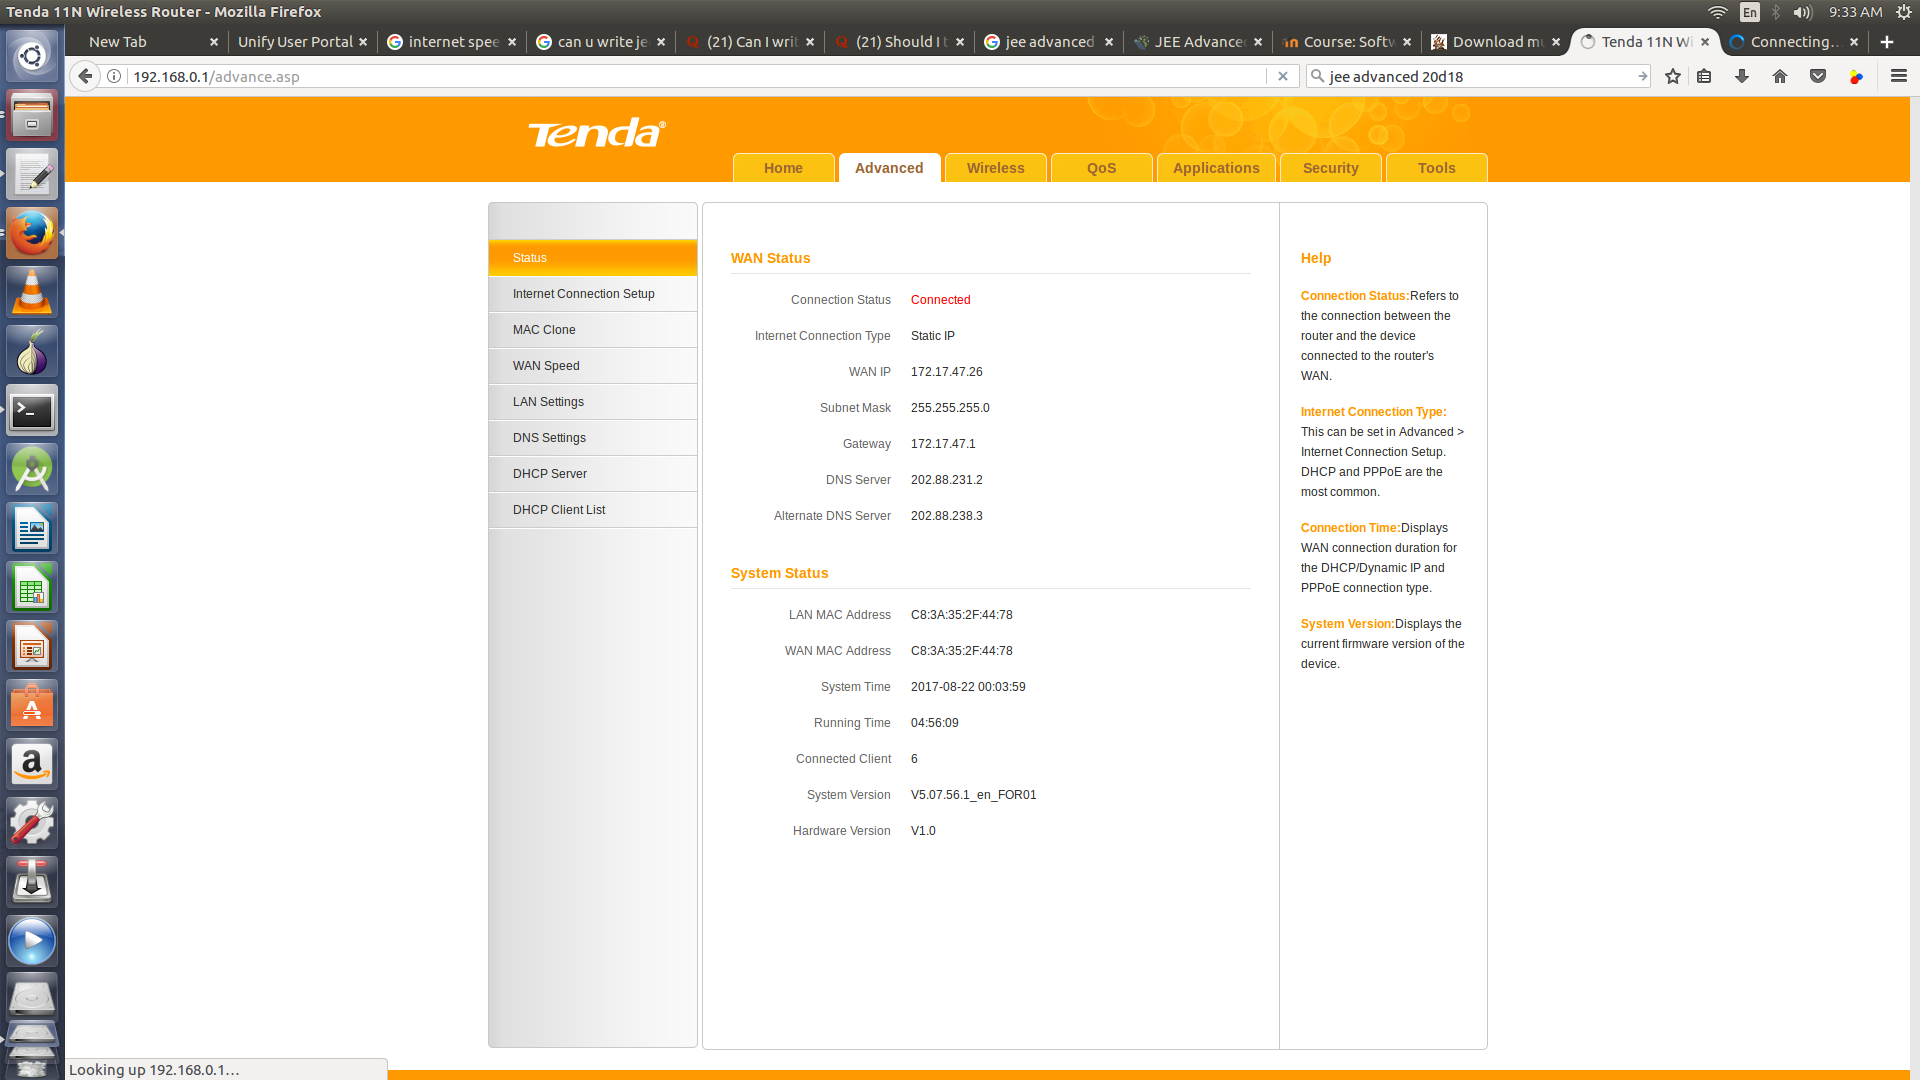 Tenda 11N Wireless Router - Mozilla Firefox
En
9:33 AM
New Tab
Unify User Portal
internet spee
can u write je
(21) Can I writ
(21) Should I t
jee advanced
JEE Advance
Course: Softw
Download mu
Tenda 11N Wi
Connecting…
192.168.0.1/advance.asp
jee advanced 20d18
Tenda®
Home
Advanced
Wireless
QoS
Applications
Security
Tools
Status
Internet Connection Setup
MAC Clone
WAN Speed
LAN Settings
DNS Settings
DHCP Server
DHCP Client List
WAN Status
Connection Status Connected
Internet Connection Type Static IP
WAN IP 172.17.47.26
Subnet Mask 255.255.255.0
Gateway 172.17.47.1
DNS Server 202.88.231.2
Alternate DNS Server 202.88.238.3
System Status
LAN MAC Address C8:3A:35:2F:44:78
WAN MAC Address C8:3A:35:2F:44:78
System Time 2017-08-22 00:03:59
Running Time 04:56:09
Connected Client 6
System Version V5.07.56.1_en_FOR01
Hardware Version V1.0
Help
Connection Status:Refers to
the connection between the
router and the device
connected to the router's
WAN.
Internet Connection Type:
This can be set in Advanced >
Internet Connection Setup.
DHCP and PPPoE are the
most common.
Connection Time:Displays
WAN connection duration for
the DHCP/Dynamic IP and
PPPoE connection type.
System Version:Displays the
current firmware version of the
device.
Looking up 192.168.0.1…